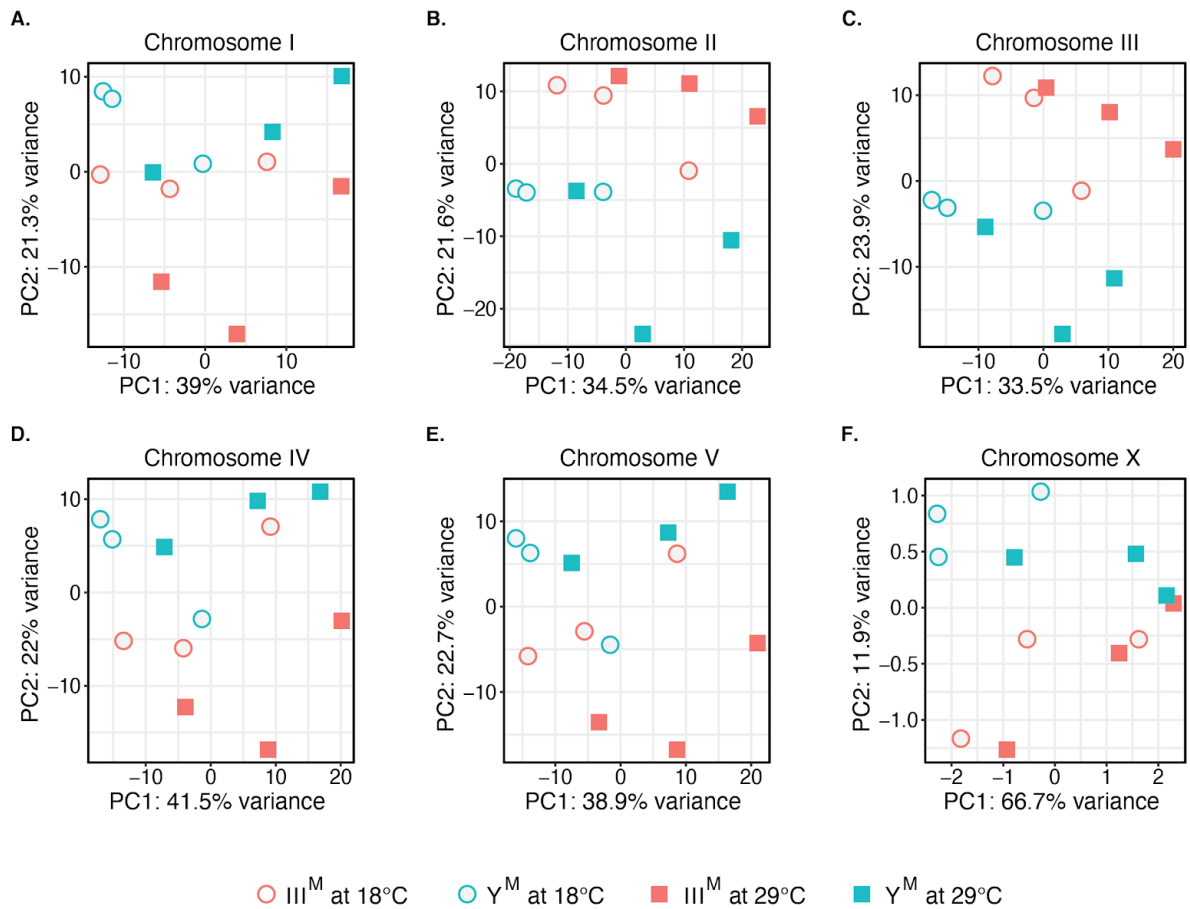 A.
Chromosome I
PC2: 21.3% variance
10
0
−10
−10 0 10
PC1: 39% variance
B.
Chromosome II
PC2: 21.6% variance
10
0
−10
−20
−20 −10 0 10 20
PC1: 34.5% variance
C.
Chromosome III
PC2: 23.9% variance
10
0
−10
−10 0 10 20
PC1: 33.5% variance
D.
Chromosome IV
PC2: 22% variance
10
0
−10
−10 0 10 20
PC1: 41.5% variance
E.
Chromosome V
PC2: 22.7% variance
10
0
−10
−10 0 10 20
PC1: 38.9% variance
F.
Chromosome X
PC2: 11.9% variance
1.0
0.5
0.0
−0.5
−1.0
−2 −1 0 1 2
PC1: 66.7% variance
III^M at 18°C Y^M at 18°C III^M at 29°C Y^M at 29°C